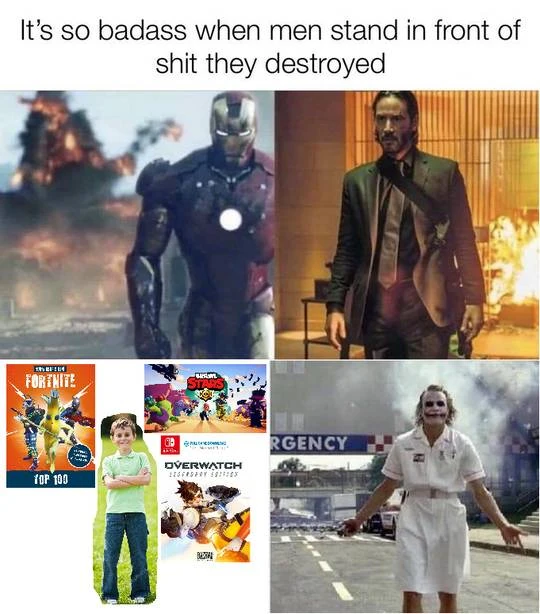 It’s so badass when men stand in front of
shit they destroyed
FORTNITE
TOP 100
BRAWL
STARS
OVERWATCH
LEGENDARY EDITION
RGENCY